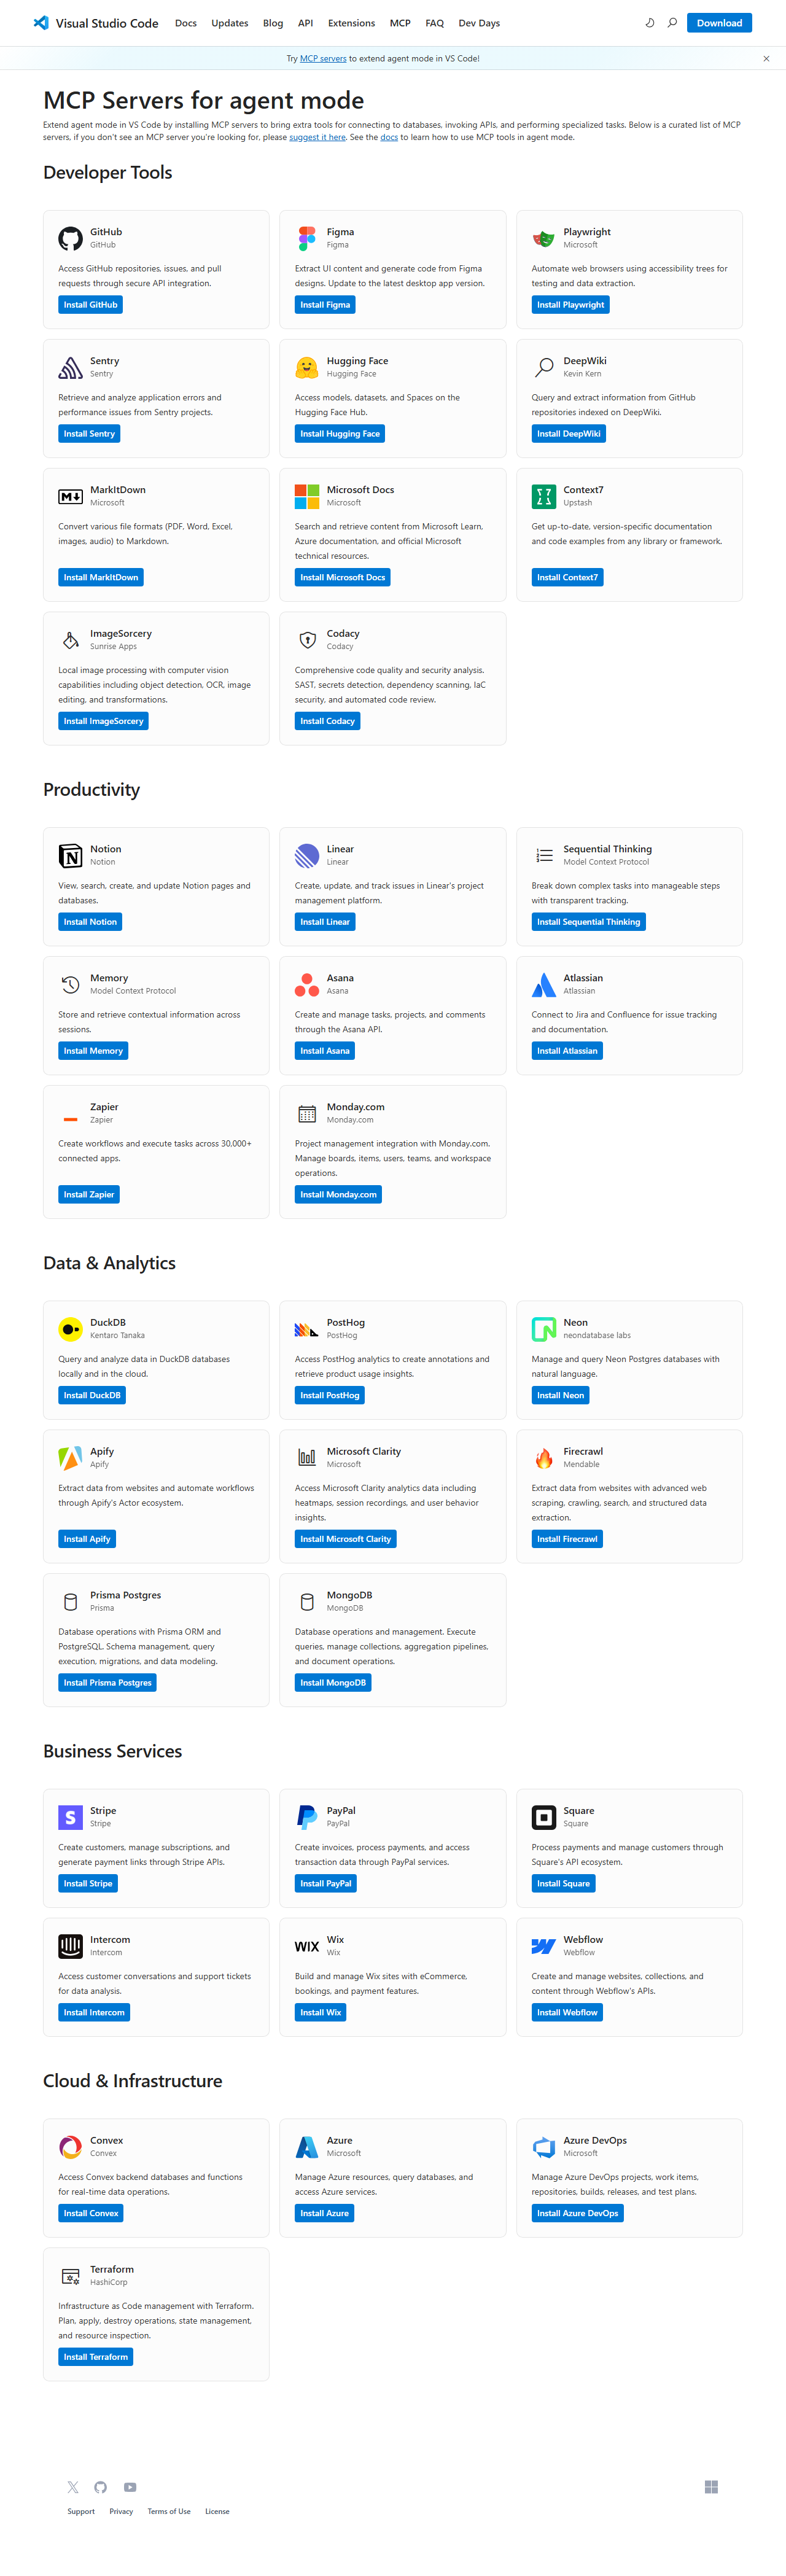 Visual Studio Code Docs Updates Blog API Extensions MCP FAQ Dev Days Download
Try MCP servers to extend agent mode in VS Code!
MCP Servers for agent mode
Extend agent mode in VS Code by installing MCP servers to bring extra tools for connecting to databases, invoking APIs, and performing specialized tasks. Below is a curated list of MCP
servers, if you don't see an MCP server you're looking for, please suggest it here. See the docs to learn how to use MCP tools in agent mode.
Developer Tools
GitHub
GitHub
Access GitHub repositories, issues, and pull
requests through secure API integration.
Install GitHub
Figma
Figma
Extract UI content and generate code from Figma
designs. Update to the latest desktop app version.
Install Figma
Playwright
Microsoft
Automate web browsers using accessibility trees for
testing and data extraction.
Install Playwright
Sentry
Sentry
Retrieve and analyze application errors and
performance issues from Sentry projects.
Install Sentry
Hugging Face
Hugging Face
Access models, datasets, and Spaces on the
Hugging Face Hub.
Install Hugging Face
DeepWiki
Kevin Kern
Query and extract information from GitHub
repositories indexed on DeepWiki.
Install DeepWiki
MarkItDown
Microsoft
Convert various file formats (PDF, Word, Excel,
images, audio) to Markdown.
Install MarkItDown
Microsoft Docs
Microsoft
Search and retrieve content from Microsoft Learn,
Azure documentation, and official Microsoft
technical resources.
Install Microsoft Docs
Context7
Upstash
Get up-to-date, version-specific documentation
and code examples from any library or framework.
Install Context7
ImageSorcery
Sunrise Apps
Local image processing with computer vision
capabilities including object detection, OCR, image
editing, and transformations.
Install ImageSorcery
Codacy
Codacy
Comprehensive code quality and security analysis.
SAST, secrets detection, dependency scanning, IaC
security, and automated code review.
Install Codacy
Productivity
Notion
Notion
View, search, create, and update Notion pages and
databases.
Install Notion
Linear
Linear
Create, update, and track issues in Linear's project
management platform.
Install Linear
Sequential Thinking
Model Context Protocol
Break down complex tasks into manageable steps
with transparent tracking.
Install Sequential Thinking
Memory
Model Context Protocol
Store and retrieve contextual information across
sessions.
Install Memory
Asana
Asana
Create and manage tasks, projects, and comments
through the Asana API.
Install Asana
Atlassian
Atlassian
Connect to Jira and Confluence for issue tracking
and documentation.
Install Atlassian
Zapier
Zapier
Create workflows and execute tasks across 30,000+
connected apps.
Install Zapier
Monday.com
Monday.com
Project management integration with Monday.com.
Manage boards, items, users, teams, and workspace
operations.
Install Monday.com
Data & Analytics
DuckDB
Kentaro Tanaka
Query and analyze data in DuckDB databases
locally and in the cloud.
Install DuckDB
PostHog
PostHog
Access PostHog analytics to create annotations and
retrieve product usage insights.
Install PostHog
Neon
neondatabase labs
Manage and query Neon Postgres databases with
natural language.
Install Neon
Apify
Apify
Extract data from websites and automate workflows
through Apify's Actor ecosystem.
Install Apify
Microsoft Clarity
Microsoft
Access Microsoft Clarity analytics data including
heatmaps, session recordings, and user behavior
insights.
Install Microsoft Clarity
Firecrawl
Mendable
Extract data from websites with advanced web
scraping, crawling, search, and structured data
extraction.
Install Firecrawl
Prisma Postgres
Prisma
Database operations with Prisma ORM and
PostgreSQL. Schema management, query
execution, migrations, and data modeling.
Install Prisma Postgres
MongoDB
MongoDB
Database operations and management. Execute
queries, manage collections, aggregation pipelines,
and document operations.
Install MongoDB
Business Services
Stripe
Stripe
Create customers, manage subscriptions, and
generate payment links through Stripe APIs.
Install Stripe
PayPal
PayPal
Create invoices, process payments, and access
transaction data through PayPal services.
Install PayPal
Square
Square
Process payments and manage customers through
Square's API ecosystem.
Install Square
Intercom
Intercom
Access customer conversations and support tickets
for data analysis.
Install Intercom
WIX
Wix
Wix
Build and manage Wix sites with eCommerce,
bookings, and payment features.
Install Wix
Webflow
Webflow
Create and manage websites, collections, and
content through Webflow's APIs.
Install Webflow
Cloud & Infrastructure
Convex
Convex
Access Convex backend databases and functions
for real-time data operations.
Install Convex
Azure
Microsoft
Manage Azure resources, query databases, and
access Azure services.
Install Azure
Azure DevOps
Microsoft
Manage Azure DevOps projects, work items,
repositories, builds, releases, and test plans.
Install Azure DevOps
Terraform
HashiCorp
Infrastructure as Code management with Terraform.
Plan, apply, destroy operations, state management,
and resource inspection.
Install Terraform
Support Privacy Terms of Use License